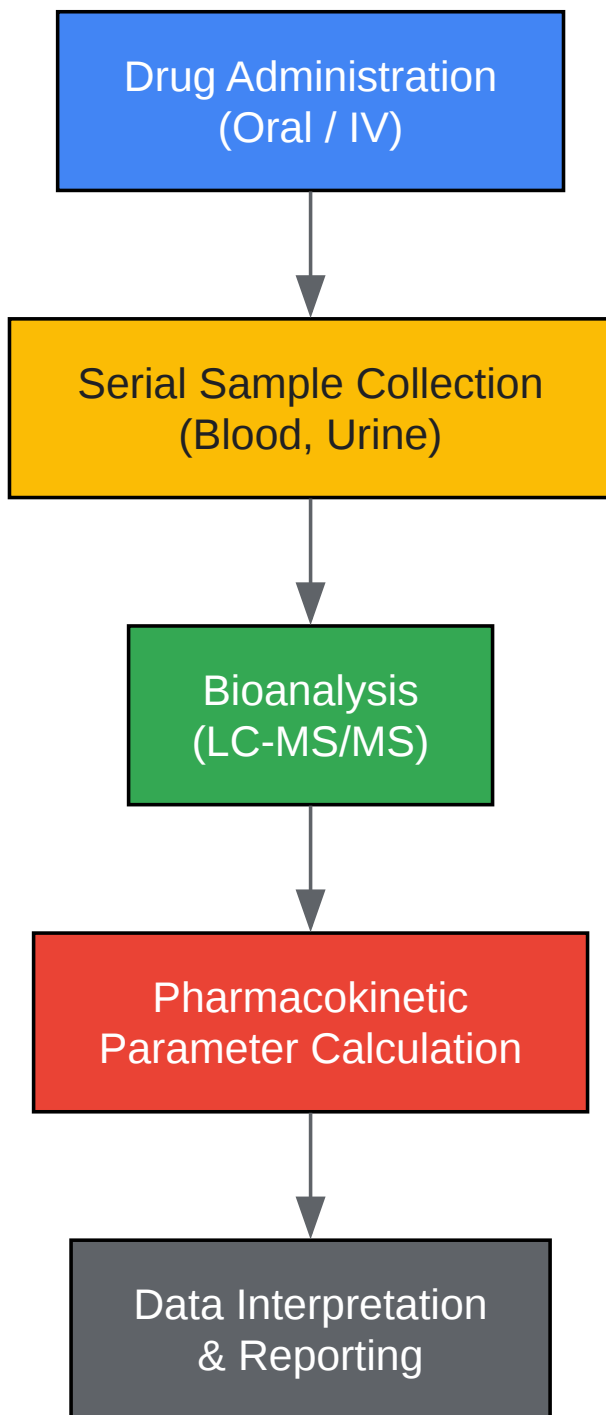 Drug Administration
(Oral / IV)
Serial Sample Collection
(Blood, Urine)
Bioanalysis
(LC-MS/MS)
Pharmacokinetic
Parameter Calculation
Data Interpretation
& Reporting